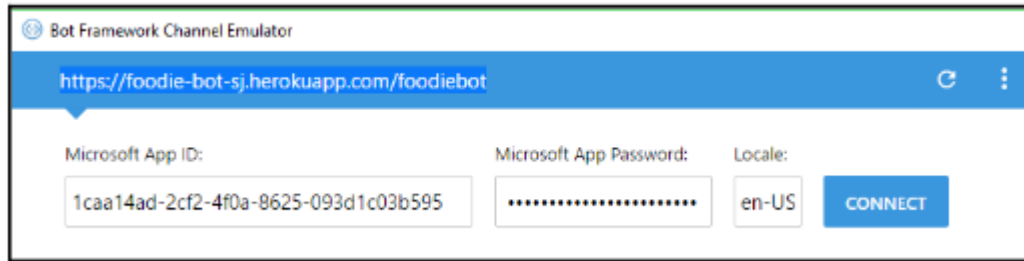 Bot Framework Channel Emulator
https://foodie-bot-sj.herokuapp.com/foodiebot
Microsoft App ID: Microsoft App Password: Locale:
1caa14ad-2cf2-4f0a-8625-093d1c03b595 ••••••••••••••••••••••• en-US CONNECT